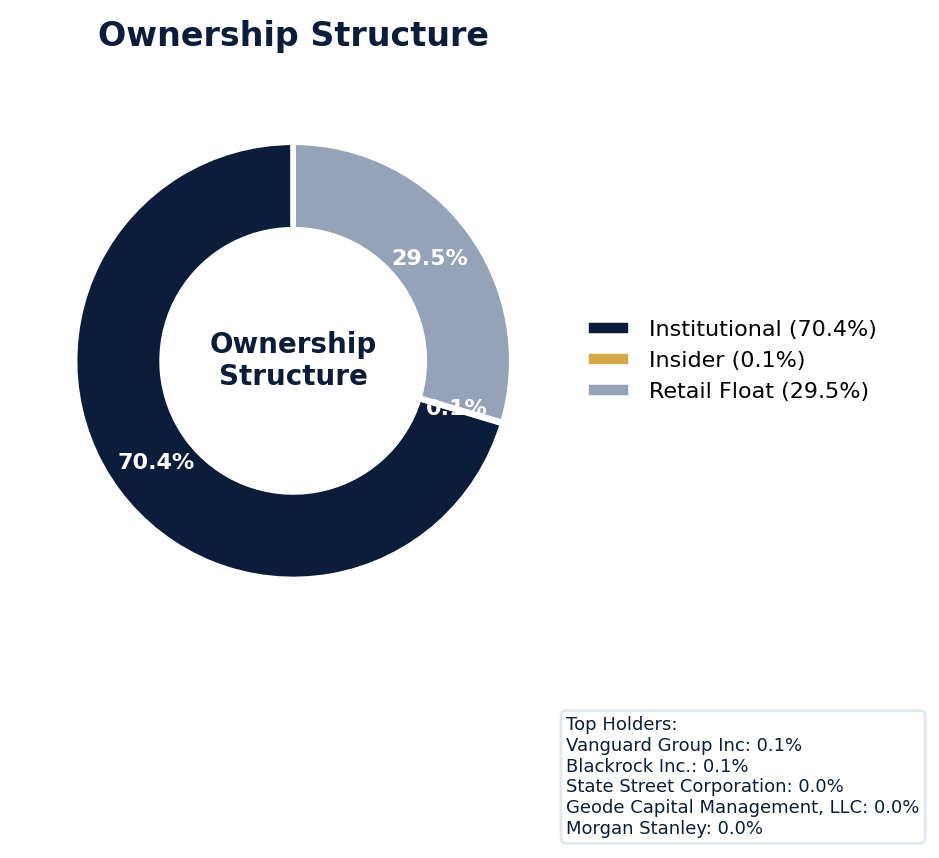 Ownership Structure
29.5%
Ownership
Structure
0.1%
70.4%
Institutional (70.4%)
Insider (0.1%)
Retail Float (29.5%)
Top Holders:
Vanguard Group Inc: 0.1%
Blackrock Inc.: 0.1%
State Street Corporation: 0.0%
Geode Capital Management, LLC: 0.0%
Morgan Stanley: 0.0%